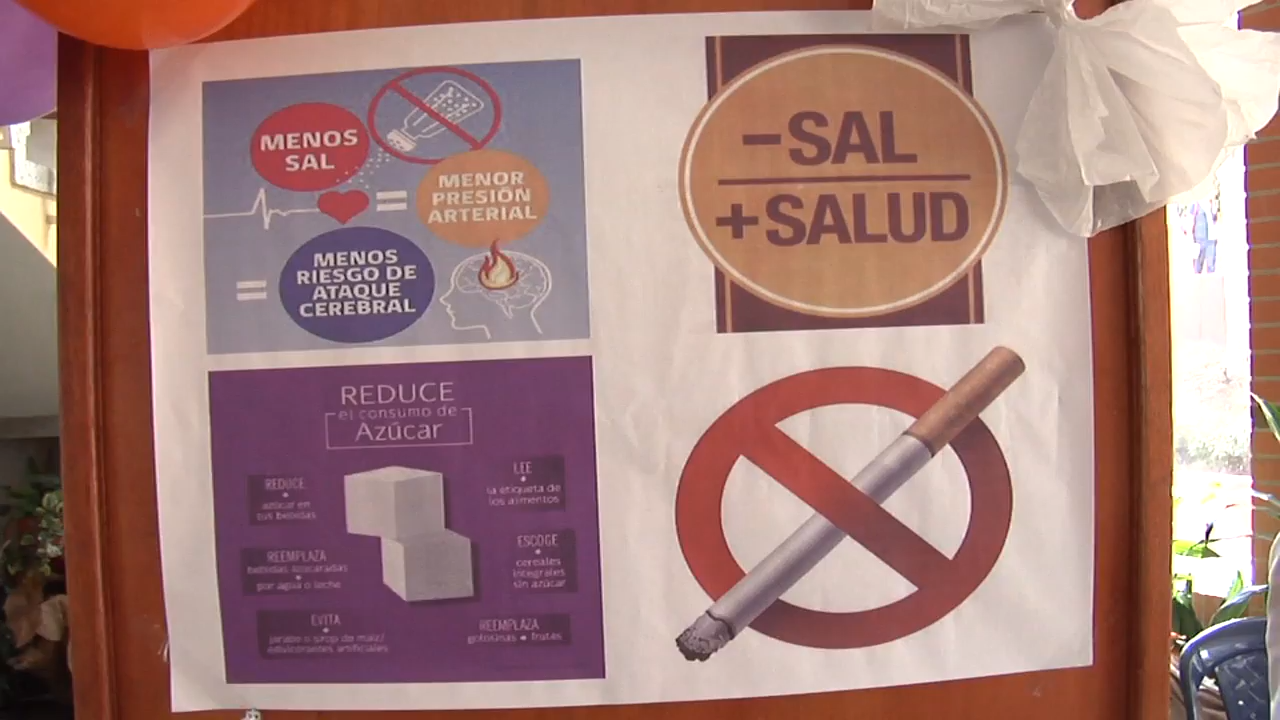 MENOS
SAL
=
MENOR
PRESIÓN
ARTERIAL
=
MENOS
RIESGO DE
ATAQUE
CEREBRAL
-SAL
+SALUD
REDUCE
el consumo de
Azúcar
REDUCE
azúcar en
tus bebidas
LEE
la etiqueta de
los alimentos
REEMPLAZA
bebidas azucaradas
por agua o leche
ESCOGE
cereales
integrales
sin azúcar
EVITA
jarabe o sirop de maíz/
edulcorantes artificiales
REEMPLAZA
golosinas • frutas